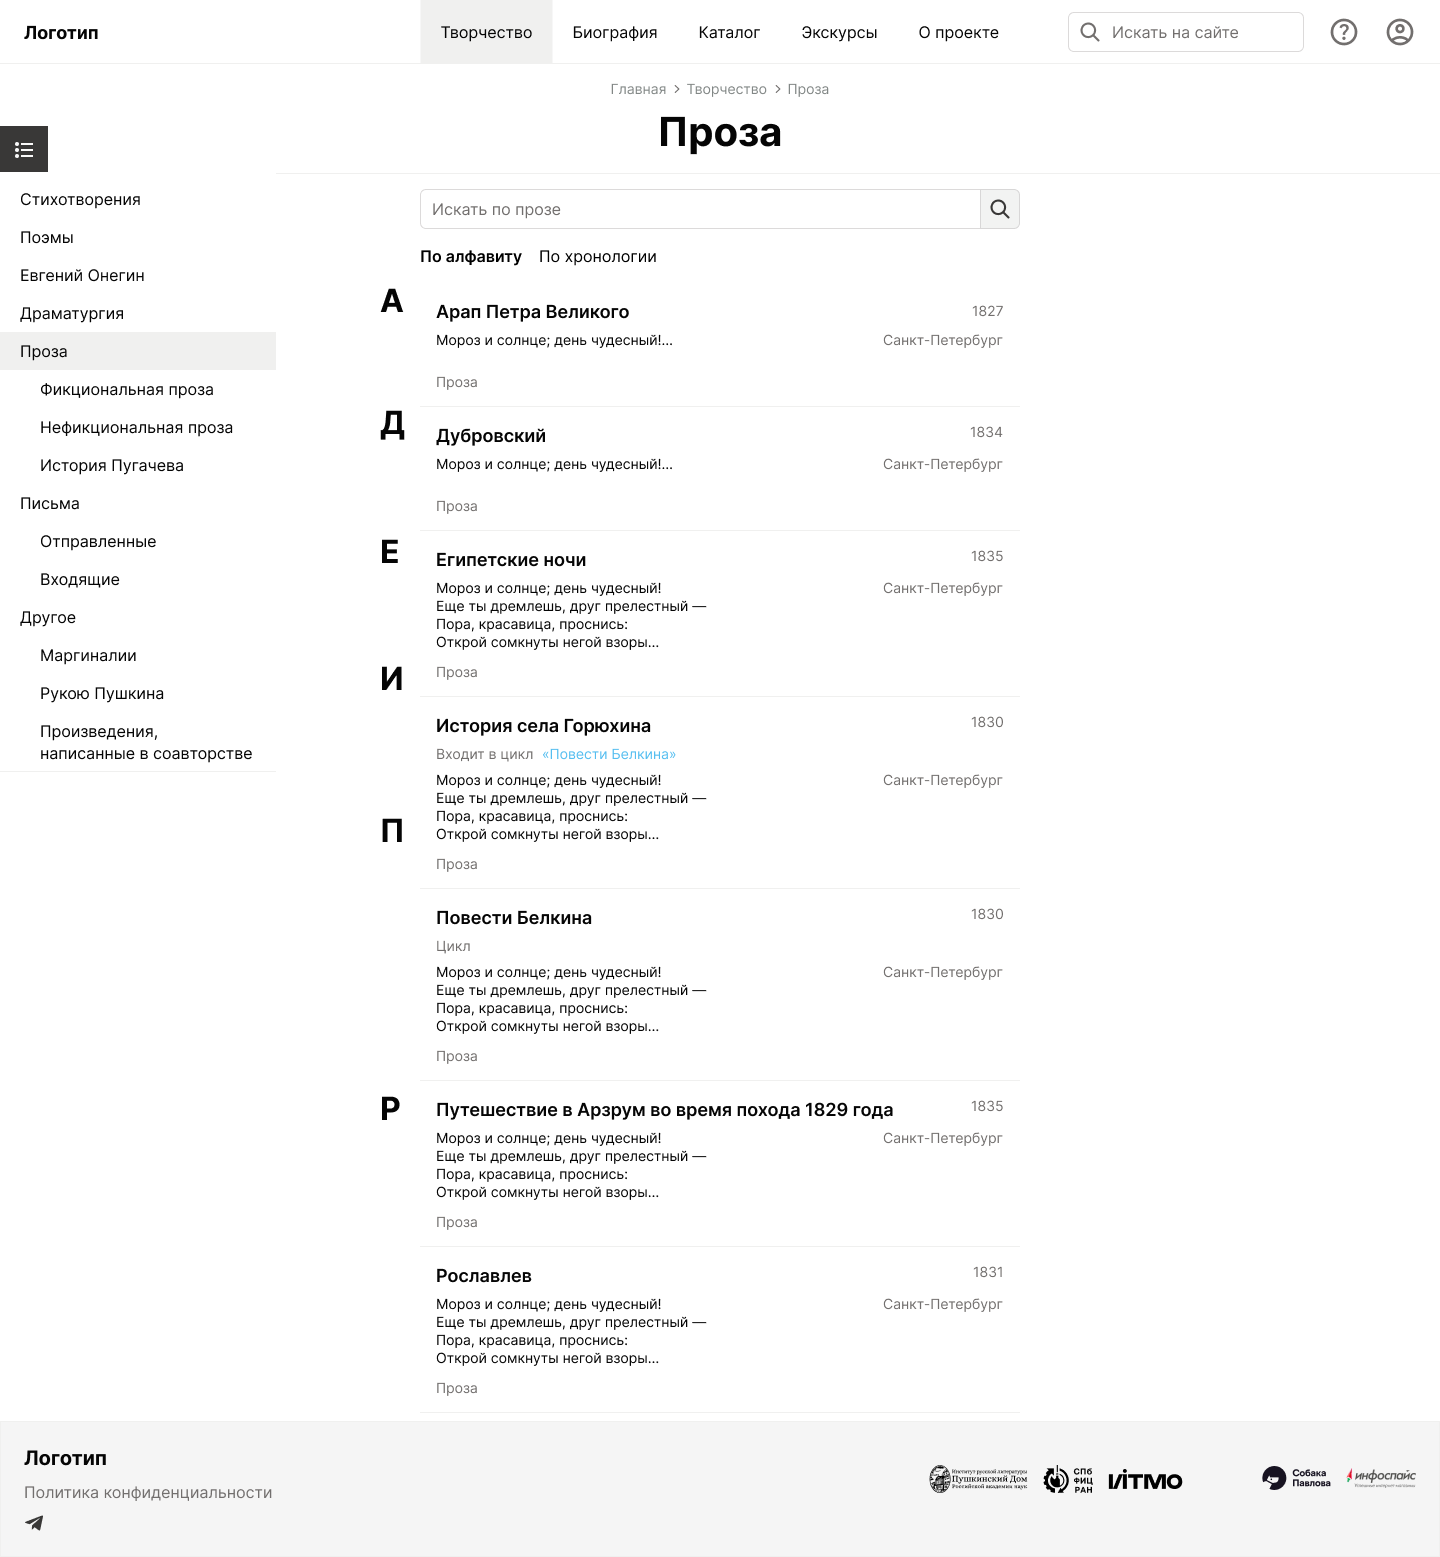 Логотип
Творчество
Биография
Каталог
Экскурсы
О проекте
Искать на сайте
Главная > Творчество > Проза
Проза
Стихотворения
Поэмы
Евгений Онегин
Драматургия
Проза
Фикциональная проза
Нефикциональная проза
История Пугачева
Письма
Отправленные
Входящие
Другое
Маргиналии
Рукою Пушкина
Произведения,
написанные в соавторстве
Искать по прозе
По алфавиту По хронологии
А
Арап Петра Великого 1827
Мороз и солнце; день чудесный!... Санкт-Петербург
Проза
Д
Дубровский 1834
Мороз и солнце; день чудесный!... Санкт-Петербург
Проза
Е
Египетские ночи 1835
Мороз и солнце; день чудесный! Санкт-Петербург
Еще ты дремлешь, друг прелестный —
Пора, красавица, проснись:
Открой сомкнуты негой взоры...
Проза
И
История села Горюхина 1830
Входит в цикл «Повести Белкина»
Мороз и солнце; день чудесный! Санкт-Петербург
Еще ты дремлешь, друг прелестный —
Пора, красавица, проснись:
Открой сомкнуты негой взоры...
Проза
П
Повести Белкина 1830
Цикл
Мороз и солнце; день чудесный! Санкт-Петербург
Еще ты дремлешь, друг прелестный —
Пора, красавица, проснись:
Открой сомкнуты негой взоры...
Проза
Р
Путешествие в Арзрум во время похода 1829 года 1835
Мороз и солнце; день чудесный! Санкт-Петербург
Еще ты дремлешь, друг прелестный —
Пора, красавица, проснись:
Открой сомкнуты негой взоры...
Проза
Рославлев 1831
Мороз и солнце; день чудесный! Санкт-Петербург
Еще ты дремлешь, друг прелестный —
Пора, красавица, проснись:
Открой сомкнуты негой взоры...
Проза
Логотип
Политика конфиденциальности
Институт русской литературы
Пушкинский Дом
Российской академии наук
СПб
ФИЦ
РАН
ИТМО
Собака
Павлова
инфоспайс